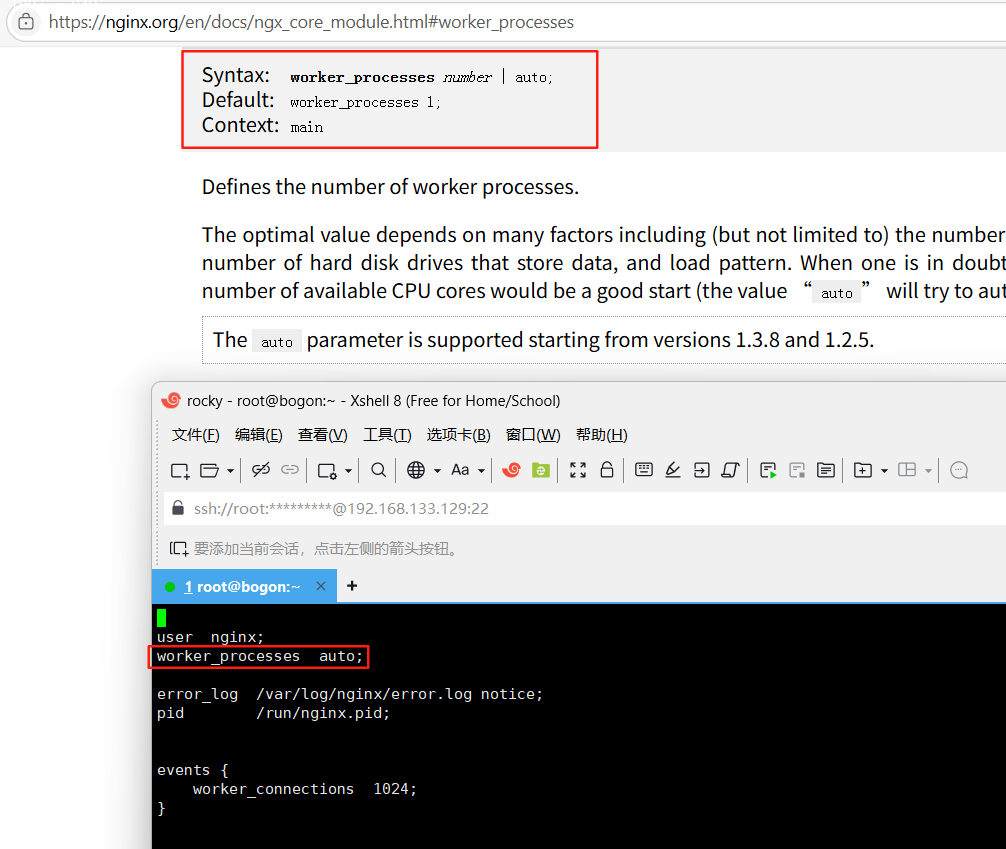 https://nginx.org/en/docs/ngx_core_module.html#worker_processes
Syntax: worker_processes number | auto;
Default: worker_processes 1;
Context: main
Defines the number of worker processes.
The optimal value depends on many factors including (but not limited to) the number
number of hard disk drives that store data, and load pattern. When one is in doubt
number of available CPU cores would be a good start (the value “auto” will try to aut
The auto parameter is supported starting from versions 1.3.8 and 1.2.5.
rocky - root@bogon:~ - Xshell 8 (Free for Home/School)
文件(F) 编辑(E) 查看(V) 工具(T) 选项卡(B) 窗口(W) 帮助(H)
Aa
ssh://root:*********@192.168.133.129:22
要添加当前会话，点击左侧的箭头按钮。
1 root@bogon:~ × +
user  nginx;
worker_processes  auto;
error_log  /var/log/nginx/error.log notice;
pid        /run/nginx.pid;
events {
    worker_connections  1024;
}